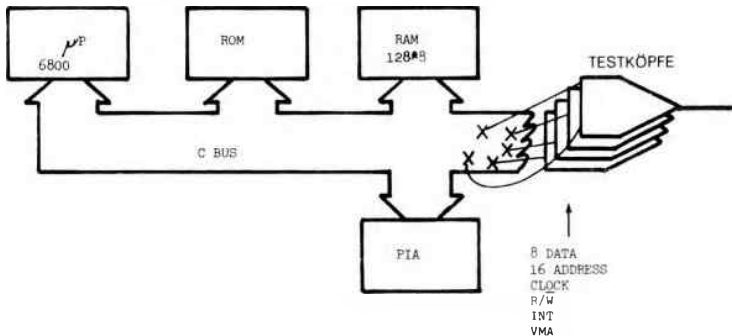 µP
6800
ROM
RAM
128*8
TESTKÖPFE
C BUS
PIA
8 DATA
16 ADDRESS
CLOCK
R/W̅
INT
VMA